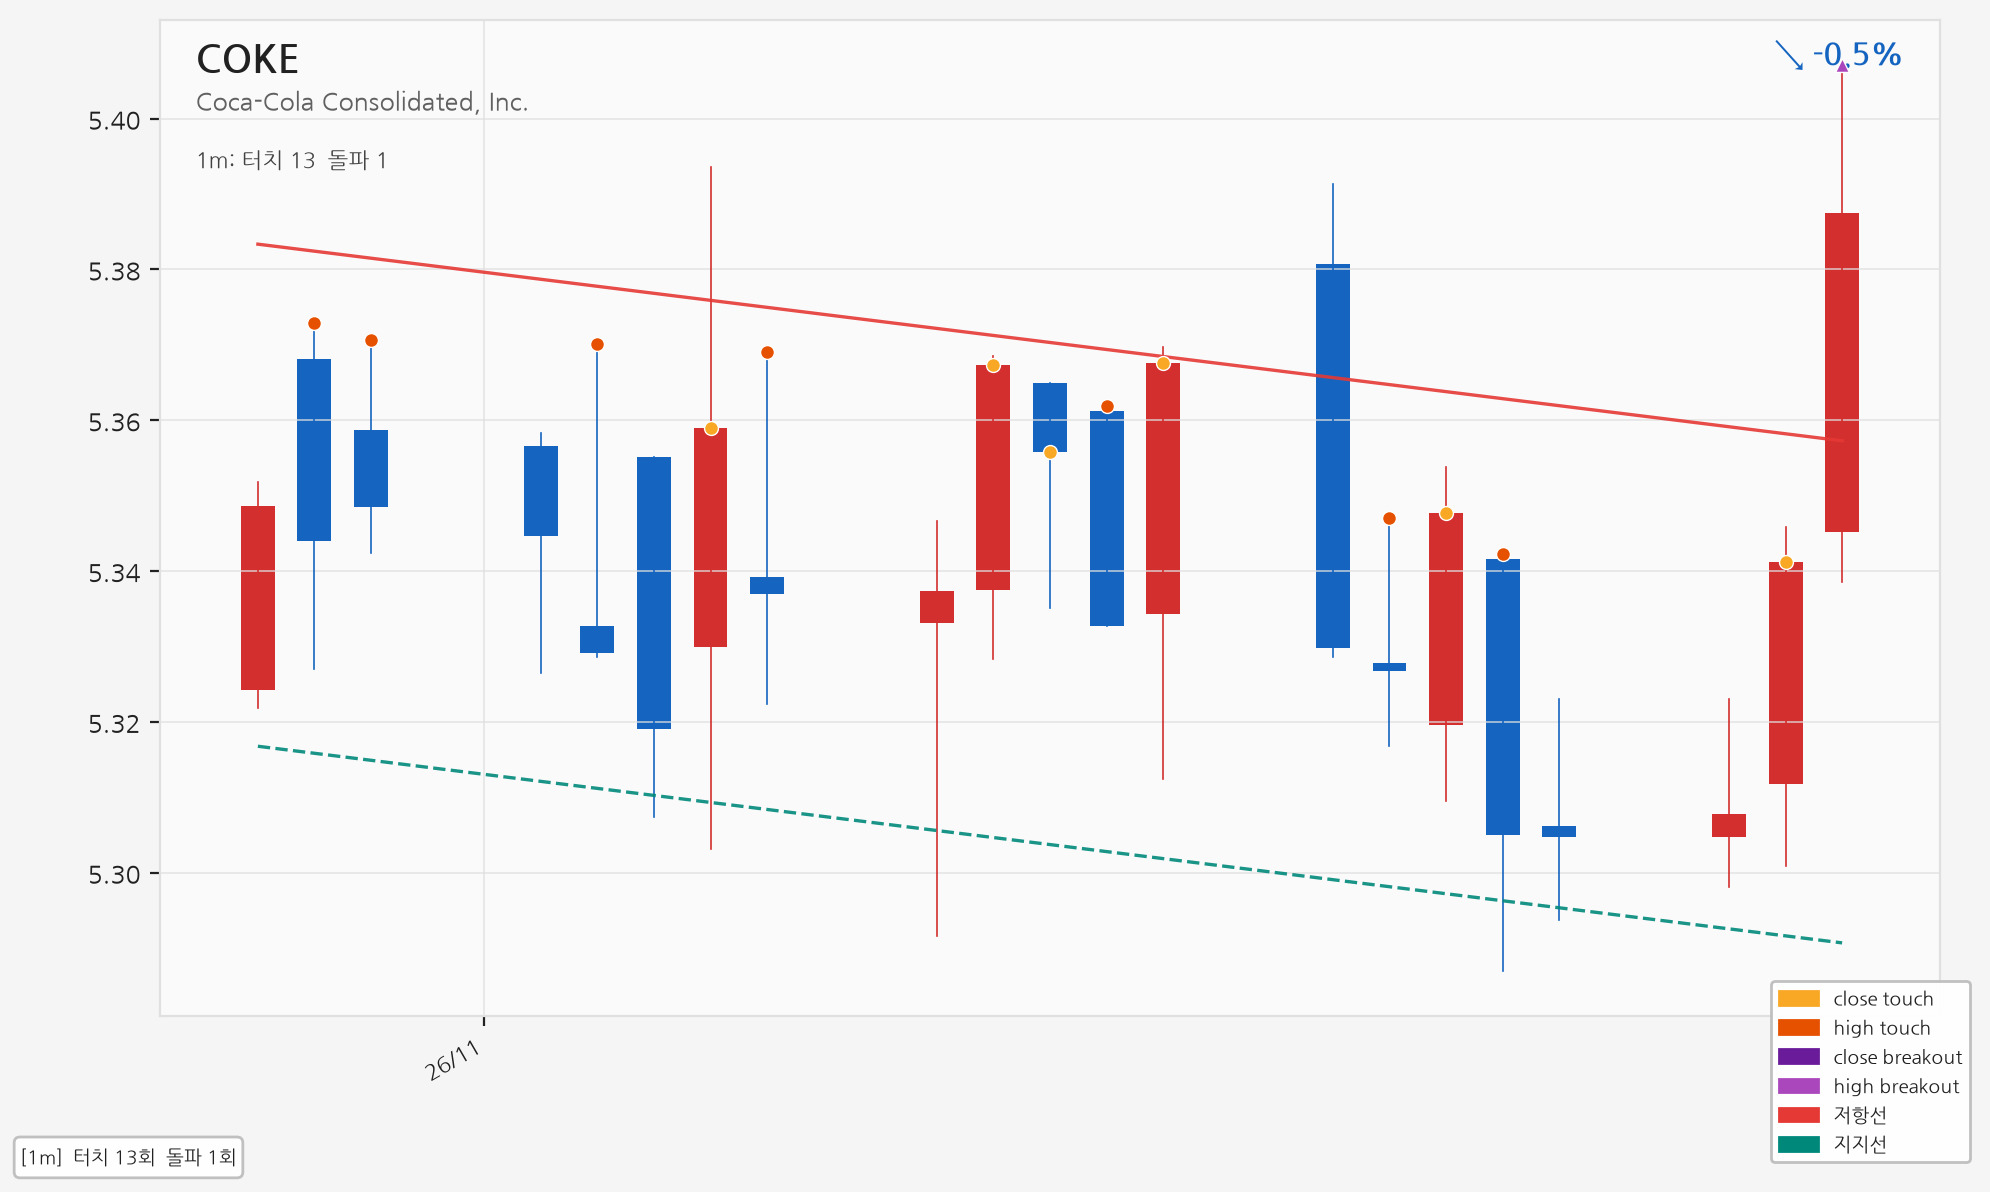 COKE
Coca-Cola Consolidated, Inc.
1m: 터치 13 돌파 1
-0.5%
5.40
5.38
5.36
5.34
5.32
5.30
26/11
close touch
high touch
close breakout
high breakout
저항선
지지선
[1m] 터치 13회 돌파 1회